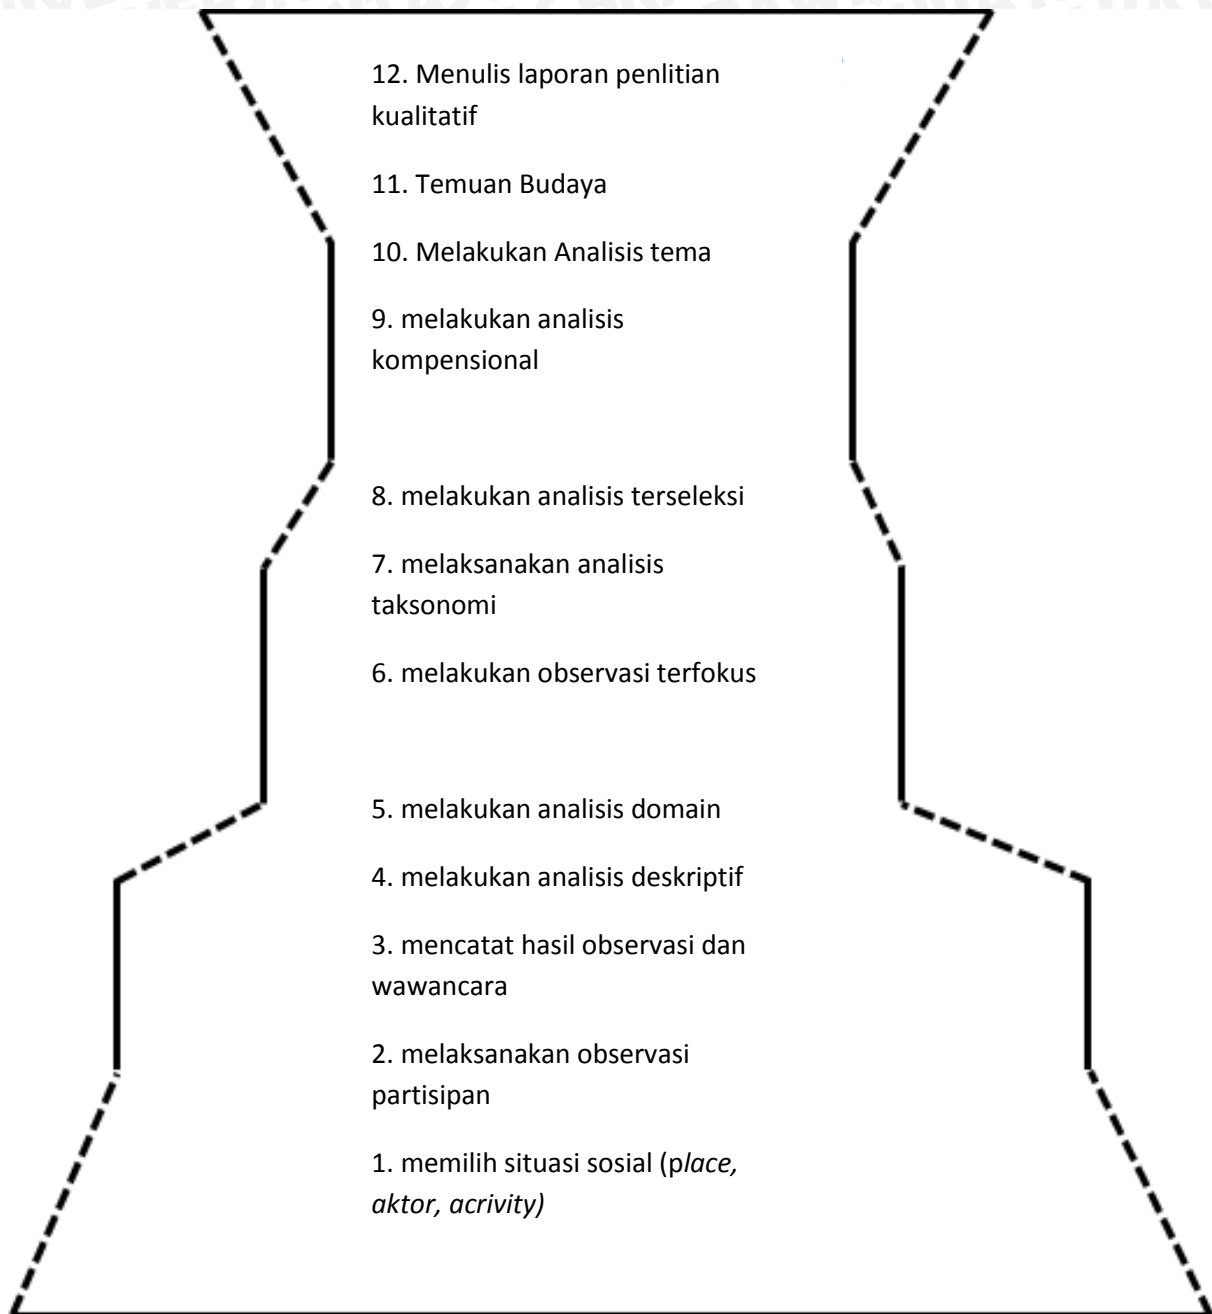 12. Menulis laporan penlitian
kualitatif
11. Temuan Budaya
10. Melakukan Analisis tema
9. melakukan analisis
kompensional
8. melakukan analisis terseleksi
7. melaksanakan analisis
taksonomi
6. melakukan observasi terfokus
5. melakukan analisis domain
4. melakukan analisis deskriptif
3. mencatat hasil observasi dan
wawancara
2. melaksanakan observasi
partisipan
1. memilih situasi sosial (place,
aktor, acrivity)